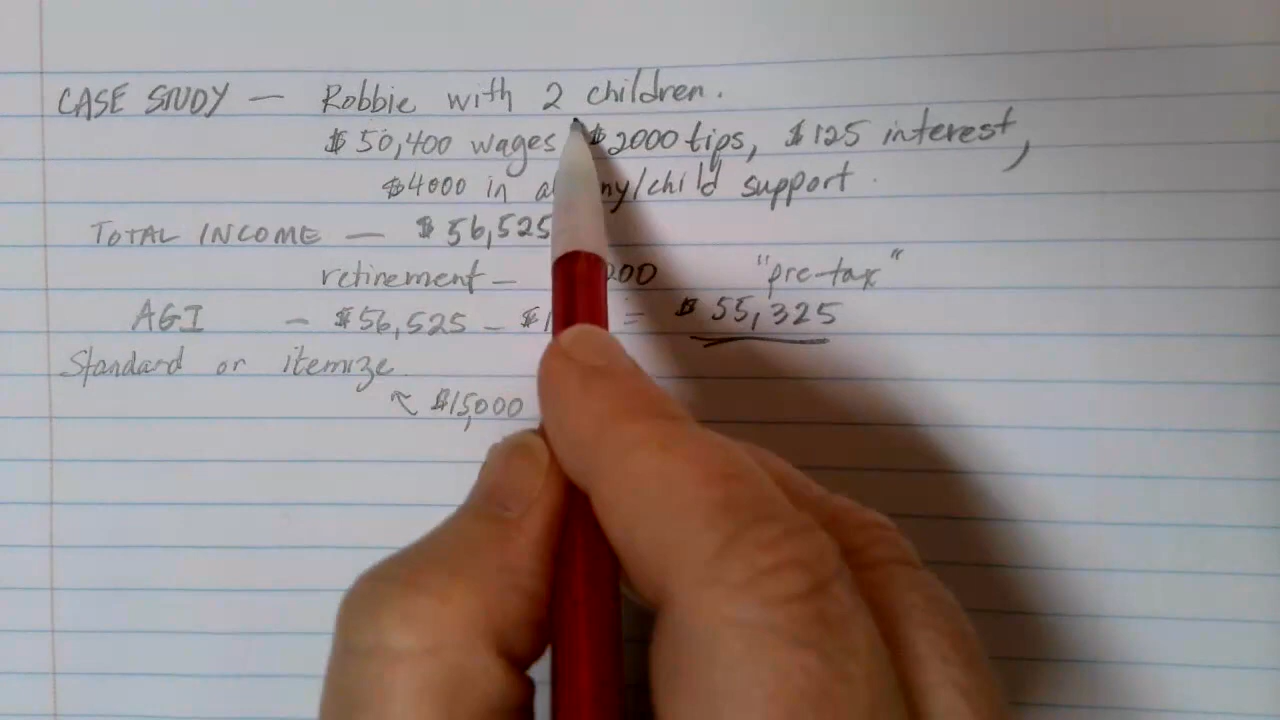 CASE STUDY — Robbie with 2 children.
$50,400 wages $2000 tips, $125 interest,
$4000 in /child support.
TOTAL INCOME — $56,525
retirement — "pre-tax"
AGI - $56,525 - = $55,325
Standard or itemize.
↖ $15,000